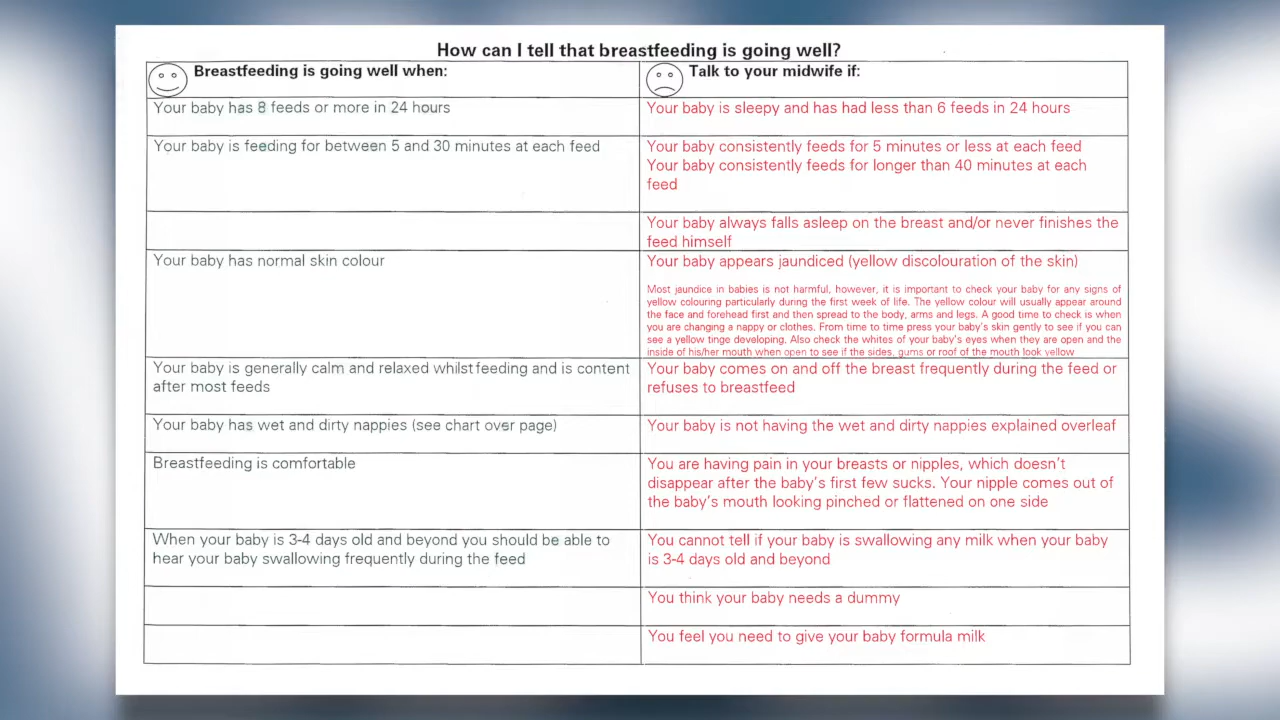 How can I tell that breastfeeding is going well?
Breastfeeding is going well when:
Talk to your midwife if:
Your baby has 8 feeds or more in 24 hours
Your baby is sleepy and has had less than 6 feeds in 24 hours
Your baby is feeding for between 5 and 30 minutes at each feed
Your baby consistently feeds for 5 minutes or less at each feed
Your baby consistently feeds for longer than 40 minutes at each
feed
Your baby always falls asleep on the breast and/or never finishes the
feed himself
Your baby has normal skin colour
Your baby appears jaundiced (yellow discolouration of the skin)
Most jaundice in babies is not harmful, however, it is important to check your baby for any signs of
yellow colouring particularly during the first week of life. The yellow colour will usually appear around
the face and forehead first and then spread to the body, arms and legs. A good time to check is when
you are changing a nappy or clothes. From time to time press your baby's skin gently to see if you can
see a yellow tinge developing. Also check the whites of your baby's eyes when they are open and the
inside of his/her mouth when open to see if the sides, gums or roof of the mouth look yellow
Your baby is generally calm and relaxed whilst feeding and is content
after most feeds
Your baby comes on and off the breast frequently during the feed or
refuses to breastfeed
Your baby has wet and dirty nappies (see chart over page)
Your baby is not having the wet and dirty nappies explained overleaf
Breastfeeding is comfortable
You are having pain in your breasts or nipples, which doesn't
disappear after the baby's first few sucks. Your nipple comes out of
the baby's mouth looking pinched or flattened on one side
When your baby is 3-4 days old and beyond you should be able to
hear your baby swallowing frequently during the feed
You cannot tell if your baby is swallowing any milk when your baby
is 3-4 days old and beyond
You think your baby needs a dummy
You feel you need to give your baby formula milk